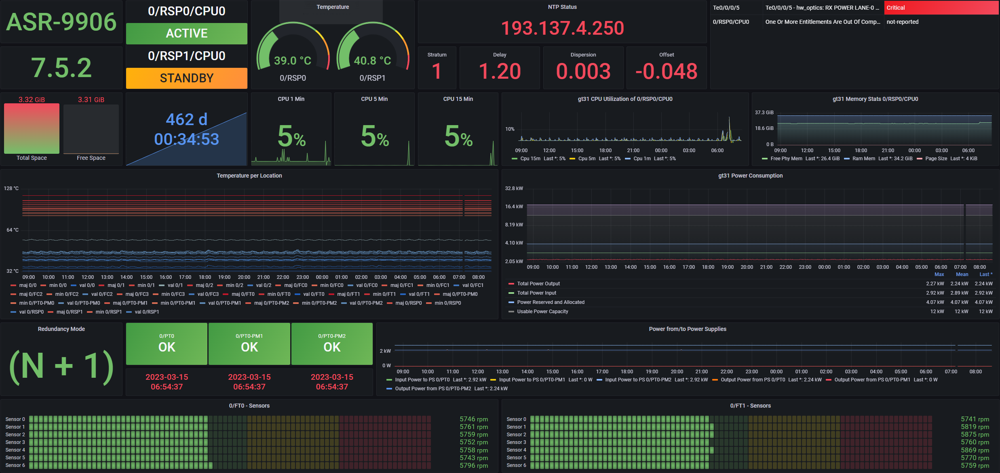 ASR-9906
7.5.2
0/RSP0/CPU0
ACTIVE
0/RSP1/CPU0
STANDBY
Temperature
39.0 °C
0/RSP0
40.8 °C
0/RSP1
NTP Status
193.137.4.250
Stratum
1
Delay
1.20
Dispersion
0.003
Offset
-0.048
Te0/0/0/5 Te0/0/0/5 - hw_optics: RX POWER LANE-0 ... Critical
0/RSP0/CPU0 One Or More Entitlements Are Out Of Comp... not-reported
3.32 GiB
Total Space
3.31 GiB
Free Space
462 d
00:34:53
CPU 1 Min
5%
CPU 5 Min
5%
CPU 15 Min
5%
gt31 CPU Utilization of 0/RSP0/CPU0
10%
09:00 12:00 15:00 18:00 21:00 00:00 03:00 06:00
Cpu 15m Last *: 5% Cpu 5m Last *: 5% Cpu 1m Last *: 5%
gt31 Memory Stats 0/RSP0/CPU0
37.3 GiB
18.6 GiB
0 B
09:00 12:00 15:00 18:00 21:00 00:00 03:00 06:00
Free Phy Mem Last *: 26.4 GiB Ram Mem Last *: 34.2 GiB Page Size Last *: 4 KiB
Temperature per Location
128 °C
64 °C
32 °C
09:00 10:00 11:00 12:00 13:00 14:00 15:00 16:00 17:00 18:00 19:00 20:00 21:00 22:00 23:00 00:00 01:00 02:00 03:00 04:00 05:00 06:00 07:00 08:00
maj 0/0 min 0/0 val 0/0 maj 0/1 min 0/1 val 0/1 maj 0/2 min 0/2 val 0/2 maj 0/FC0 min 0/FC0 val 0/FC0 maj 0/FC1 min 0/FC1 val 0/FC1
maj 0/FC2 min 0/FC2 val 0/FC2 maj 0/FC3 min 0/FC3 val 0/FC3 maj 0/FT0 min 0/FT0 val 0/FT0 maj 0/FT1 min 0/FT1 val 0/FT1 maj 0/PT0-PM0
min 0/PT0-PM0 val 0/PT0-PM0 maj 0/PT0-PM1 min 0/PT0-PM1 val 0/PT0-PM1 maj 0/PT0-PM2 min 0/PT0-PM2 val 0/PT0-PM2 maj 0/RSP0 min 0/RSP0
val 0/RSP0 maj 0/RSP1 min 0/RSP1 val 0/RSP1
gt31 Power Consumption
32.8 kW
16.4 kW
8.19 kW
4.10 kW
2.05 kW
09:00 10:00 11:00 12:00 13:00 14:00 15:00 16:00 17:00 18:00 19:00 20:00 21:00 22:00 23:00 00:00 01:00 02:00 03:00 04:00 05:00 06:00 07:00 08:00
Max Mean Last *
Total Power Output 2.27 kW 2.24 kW 2.24 kW
Total Power Input 2.92 kW 2.89 kW 2.92 kW
Power Reserved and Allocated 4.07 kW 4.07 kW 4.07 kW
Usable Power Capacity 12 kW 12 kW 12 kW
Redundancy Mode
(N + 1)
0/PT0
OK
0/PT0-PM1
OK
0/PT0-PM2
OK
2023-03-15
06:54:37
2023-03-15
06:54:37
2023-03-15
06:54:37
Power from/to Power Supplies
2 kW
0 W
09:00 10:00 11:00 12:00 13:00 14:00 15:00 16:00 17:00 18:00 19:00 20:00 21:00 22:00 23:00 00:00 01:00 02:00 03:00 04:00 05:00 06:00 07:00 08:00
Input Power to PS 0/PT0 Last *: 2.92 kW Input Power to PS 0/PT0-PM1 Last *: 0 W Input Power to PS 0/PT0-PM2 Last *: 2.92 kW Output Power from PS 0/PT0 Last *: 2.24 kW Output Power from PS 0/PT0-PM1 Last *: 0 W
Output Power from PS 0/PT0-PM2 Last *: 2.24 kW
0/FT0 - Sensors
Sensor 0 5746 rpm
Sensor 1 5761 rpm
Sensor 2 5759 rpm
Sensor 3 5752 rpm
Sensor 4 5758 rpm
Sensor 5 5743 rpm
Sensor 6 5796 rpm
0/FT1 - Sensors
Sensor 0 5741 rpm
Sensor 1 5819 rpm
Sensor 2 5875 rpm
Sensor 3 5760 rpm
Sensor 4 5869 rpm
Sensor 5 5770 rpm
Sensor 6 5759 rpm